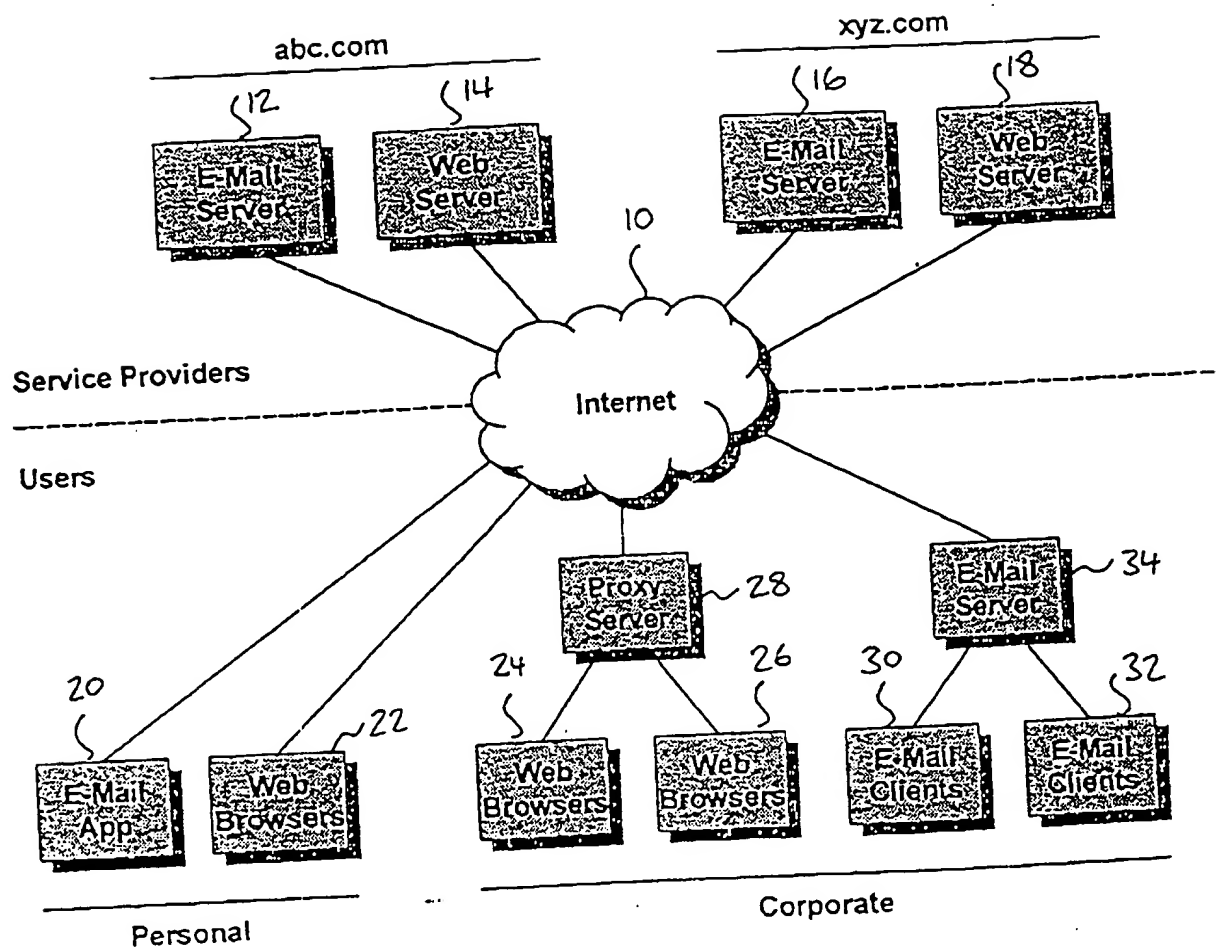 abc.com
xyz.com
12
14
16
18
E-Mail
Server
Web
Server
E-Mail
Server
Web
Server
10
Service Providers
Internet
Users
Proxy
Server
28
E-Mail
Server
34
20
22
24
26
30
32
E-Mail
App
Web
Browsers
Web
Browsers
Web
Browsers
E-Mail
Clients
E-Mail
Clients
Personal
Corporate